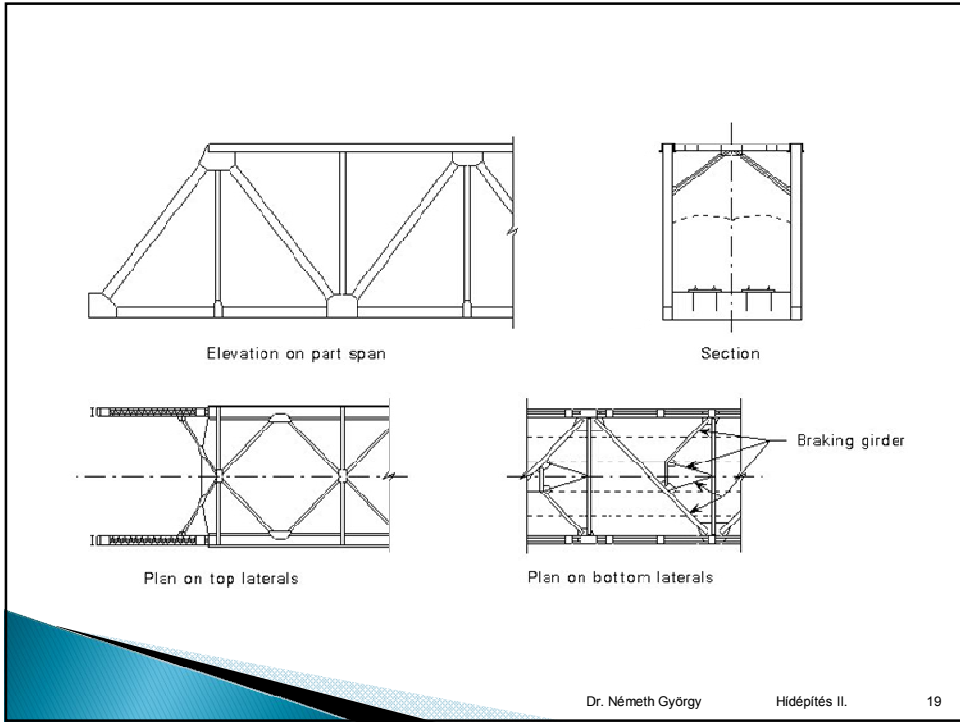 Elevation on part span
Section
Braking girder
Plan on top laterals
Plan on bottom laterals
Dr. Németh György Hídépítés II. 19